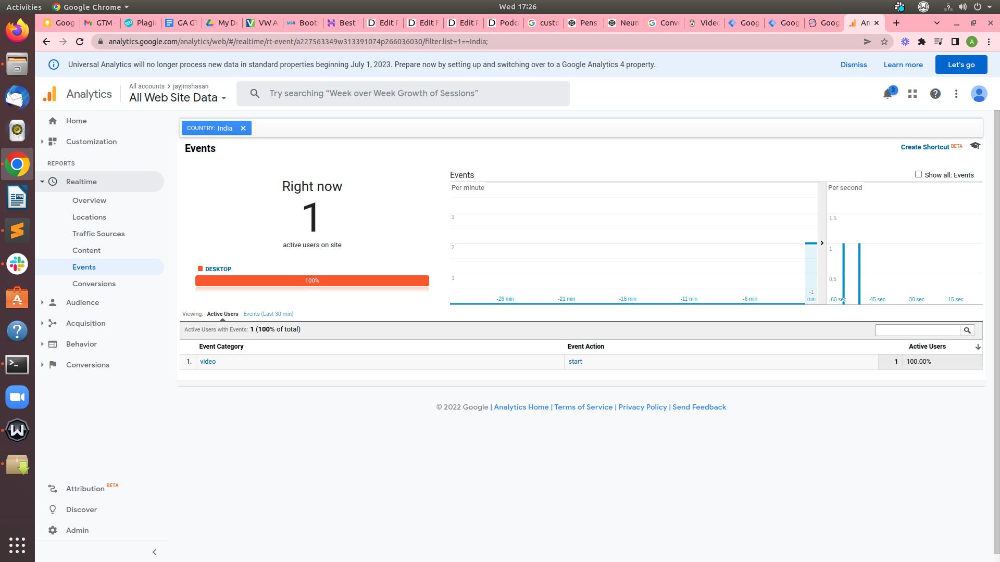 Activities Google Chrome Wed 17:26
Goog GTM Plagia GA GT My Dr VW A Boots Best Edit P Edit P Edit P Podca custo Pens Neum Conve Videc Goog Goog Goog An
analytics.google.com/analytics/web/#/realtime/rt-event/a227563349w313391074p266036030/filter.list=1==India; A
Universal Analytics will no longer process new data in standard properties beginning July 1, 2023. Prepare now by setting up and switching over to a Google Analytics 4 property. Dismiss Learn more Let's go
Analytics
All accounts > jayjinshasan
All Web Site Data
Try searching “Week over Week Growth of Sessions”
3
Home
Customization
REPORTS
Realtime
Overview
Locations
Traffic Sources
Content
Events
Conversions
Audience
Acquisition
Behavior
Conversions
Attribution BETA
Discover
Admin
COUNTRY: India
Events
Create Shortcut BETA
Right now
1
active users on site
DESKTOP
100%
Events
Show all: Events
Per minute
3
2
1
-26 min -21 min -16 min -11 min -6 min -1 min
Per second
1.5
1
0.5
-60 sec -45 sec -30 sec -15 sec
Viewing: Active Users Events (Last 30 min)
Active Users with Events: 1 (100% of total)
Event Category Event Action Active Users
1. video start 1 100.00%
© 2022 Google | Analytics Home | Terms of Service | Privacy Policy | Send Feedback